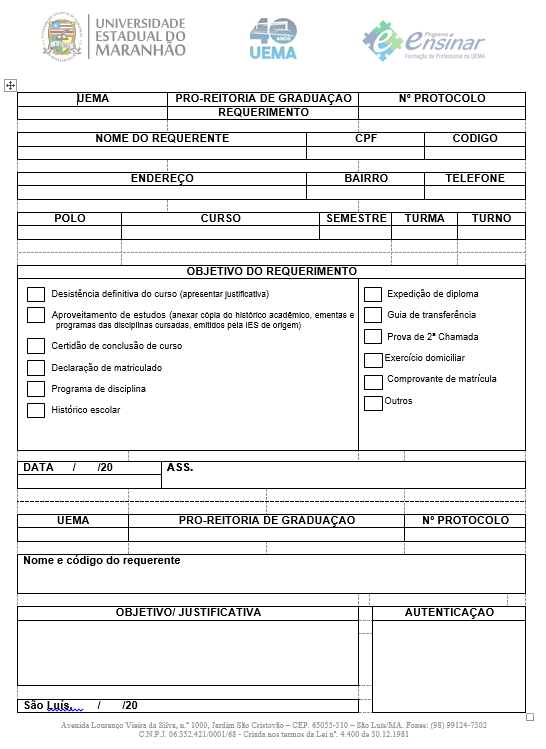 UNIVERSIDADE
ESTADUAL DO
MARANHÃO
40
ANOS
UEMA
Programa
ensinar
Formação de Professores da UEMA
UEMA PRO-REITORIA DE GRADUAÇAO Nº PROTOCOLO
REQUERIMENTO
NOME DO REQUERENTE CPF CODIGO
ENDEREÇO BAIRRO TELEFONE
POLO CURSO SEMESTRE TURMA TURNO
OBJETIVO DO REQUERIMENTO
Desistência definitiva do curso (apresentar justificativa) Expedição de diploma
Aproveitamento de estudos (anexar cópia do histórico acadêmico, ementas e Guia de transferência
programas das disciplinas cursadas, emitidos pela IES de origem)
Prova de 2ª Chamada
Certidão de conclusão de curso
Exercício domiciliar
Declaração de matriculado
Comprovante de matrícula
Programa de disciplina
Outros
Histórico escolar
DATA / /20 ASS.
UEMA PRO-REITORIA DE GRADUAÇAO Nº PROTOCOLO
Nome e código do requerente
OBJETIVO/ JUSTIFICATIVA AUTENTICAÇAO
São Luís, / /20
Avenida Lourenço Vieira da Silva, n.º 1000, Jardim São Cristovão – CEP. 65055-310 – São Luís/MA. Fones: (98) 99124-7302
C.N.P.J. 06.352.421/0001/68 - Criada nos termos da Lei nº. 4.400 de 30.12.1981